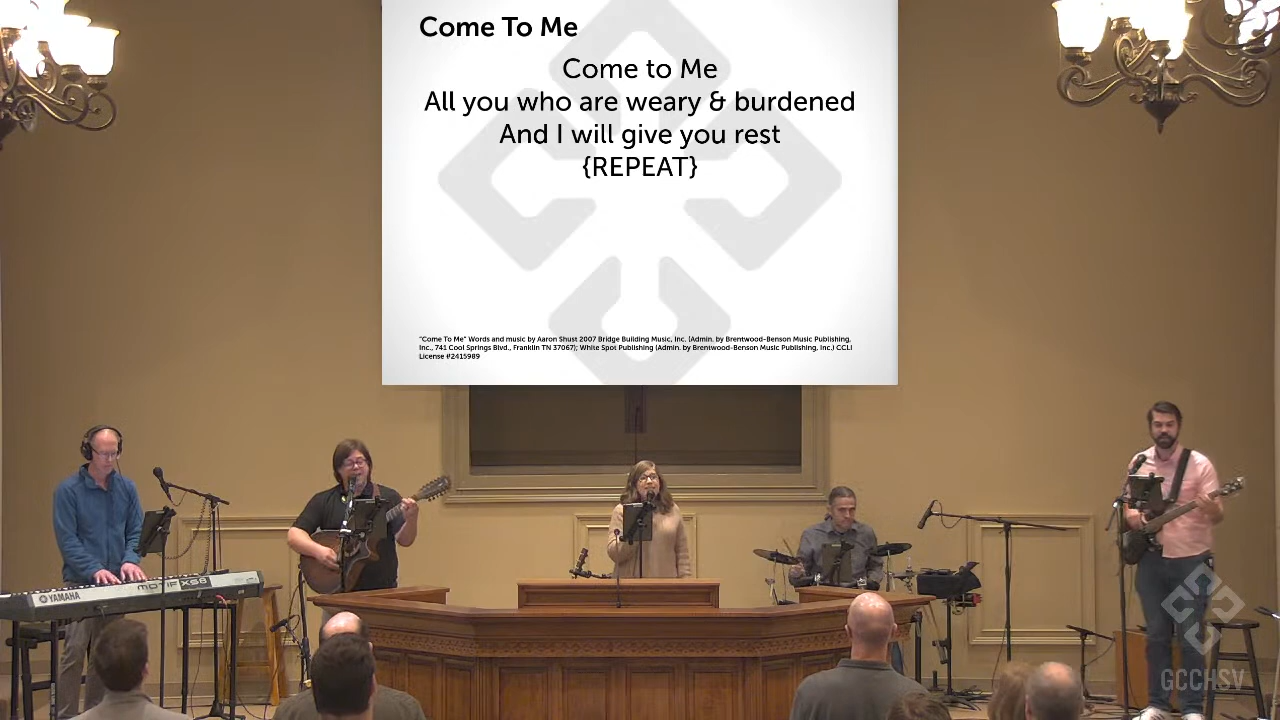 Come To Me
Come to Me
All you who are weary & burdened
And I will give you rest
{REPEAT}
"Come To Me" Words and music by Aaron Shust 2007 Bridge Building Music, Inc. (Admin. by Brentwood-Benson Music Publishing,
Inc., 741 Cool Springs Blvd., Franklin TN 37067); White Spot Publishing (Admin. by Brentwood-Benson Music Publishing, Inc.) CCLI
License #2415989
YAMAHA
MOTIF XS8
GCCHSV